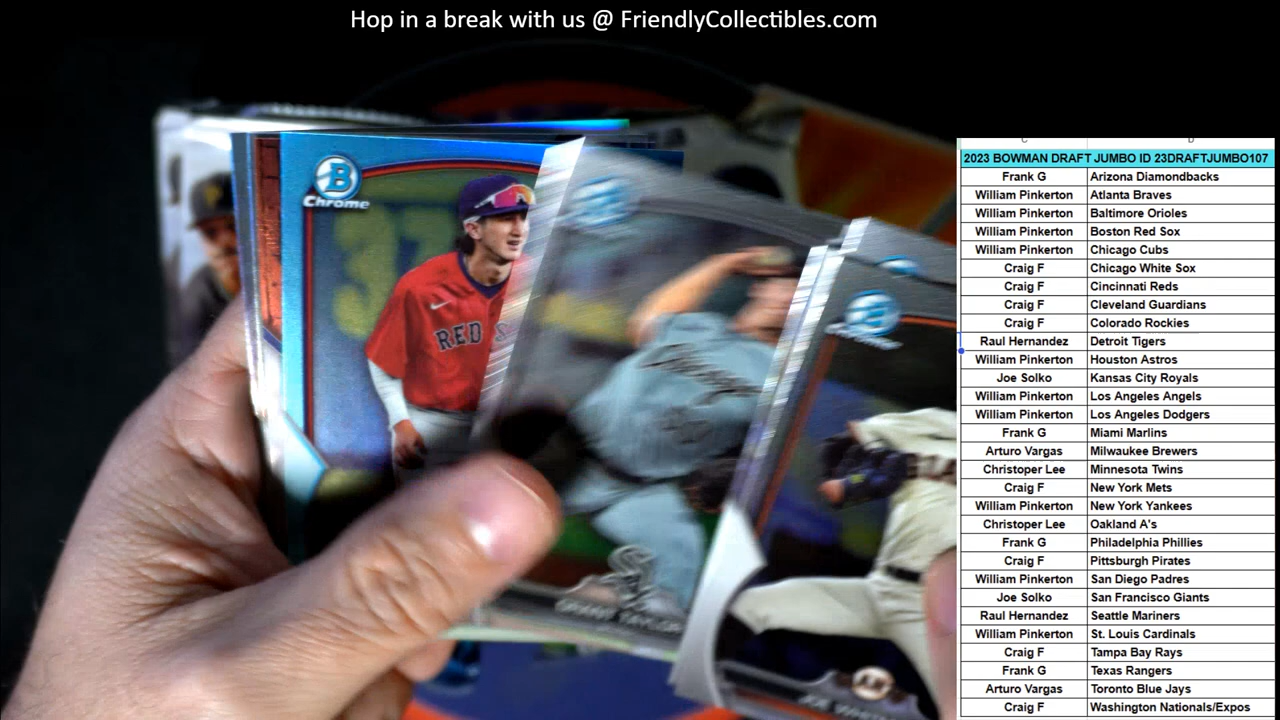 Hop in a break with us @ FriendlyCollectibles.com
C D
2023 BOWMAN DRAFT JUMBO ID 23DRAFTJUMBO107
Frank G Arizona Diamondbacks
William Pinkerton Atlanta Braves
William Pinkerton Baltimore Orioles
William Pinkerton Boston Red Sox
William Pinkerton Chicago Cubs
Craig F Chicago White Sox
Craig F Cincinnati Reds
Craig F Cleveland Guardians
Craig F Colorado Rockies
Raul Hernandez Detroit Tigers
William Pinkerton Houston Astros
Joe Solko Kansas City Royals
William Pinkerton Los Angeles Angels
William Pinkerton Los Angeles Dodgers
Frank G Miami Marlins
Arturo Vargas Milwaukee Brewers
Christoper Lee Minnesota Twins
Craig F New York Mets
William Pinkerton New York Yankees
Christoper Lee Oakland A's
Frank G Philadelphia Phillies
Craig F Pittsburgh Pirates
William Pinkerton San Diego Padres
Joe Solko San Francisco Giants
Raul Hernandez Seattle Mariners
William Pinkerton St. Louis Cardinals
Craig F Tampa Bay Rays
Frank G Texas Rangers
Arturo Vargas Toronto Blue Jays
Craig F Washington Nationals/Expos
B
Chrome
RED S
GRANT TAYLOR
JOE